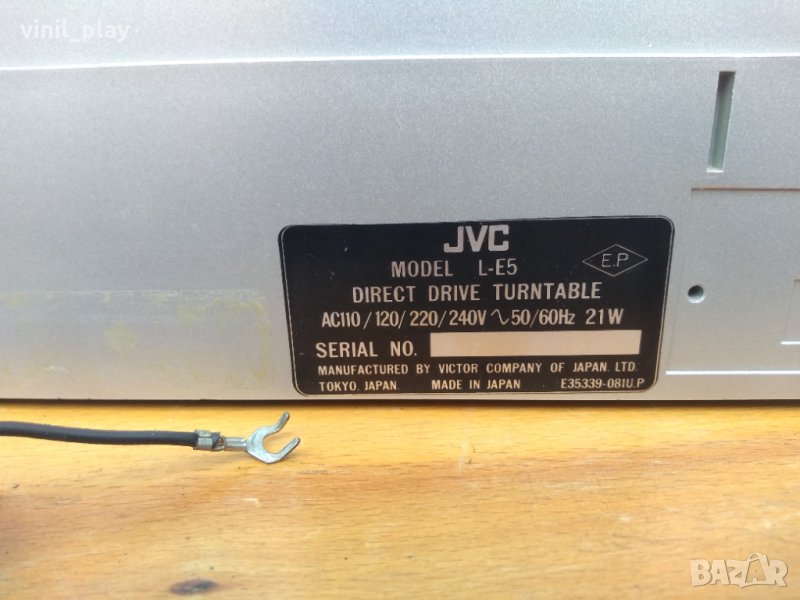 vinil_play
JVC
MODEL L-E5
E.P
DIRECT DRIVE TURNTABLE
AC110/120/220/240V ~ 50/60Hz 21W
SERIAL NO.
MANUFACTURED BY VICTOR COMPANY OF JAPAN, LTD.
TOKYO, JAPAN. MADE IN JAPAN E35339-081U.P
BAZAR